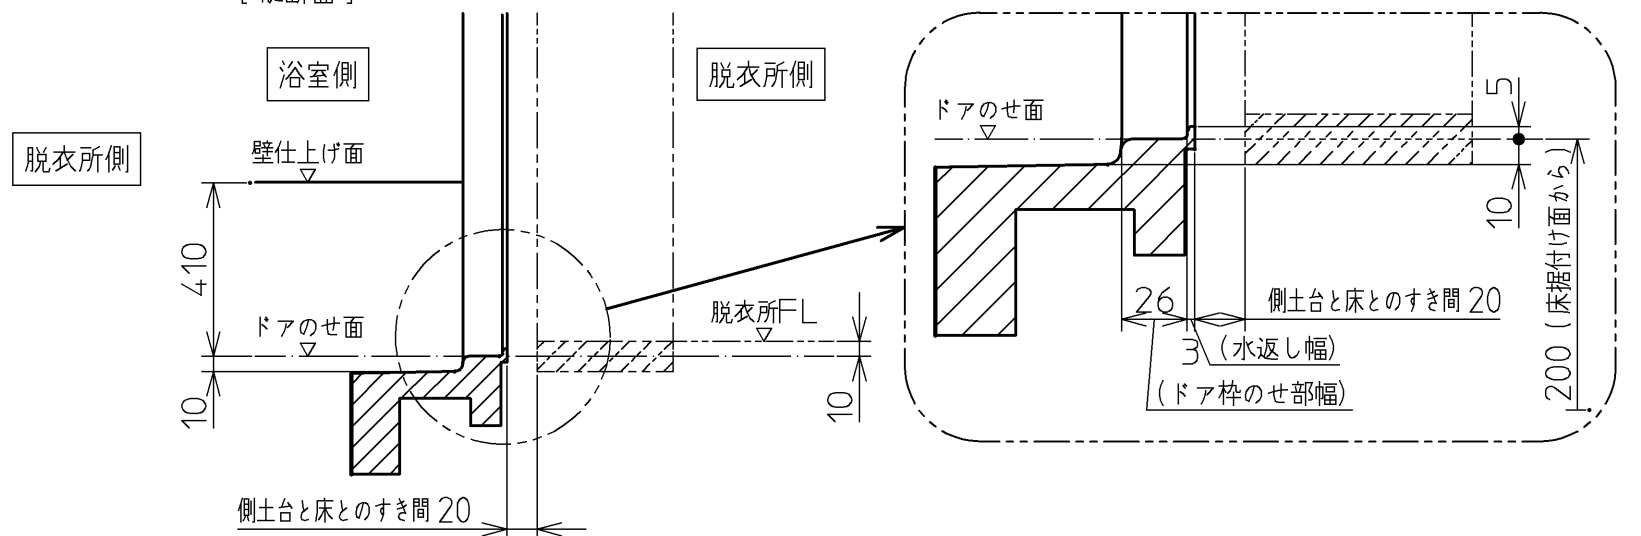 浴室側
脱衣所側
脱衣所側
壁仕上げ面
410
ドアのせ面
10
脱衣所FL
10
側土台と床とのすき間 20
ドアのせ面
5
10
200 (床据付け面から)
26
側土台と床とのすき間 20
3 (水返し幅)
(ドア枠のせ部幅)